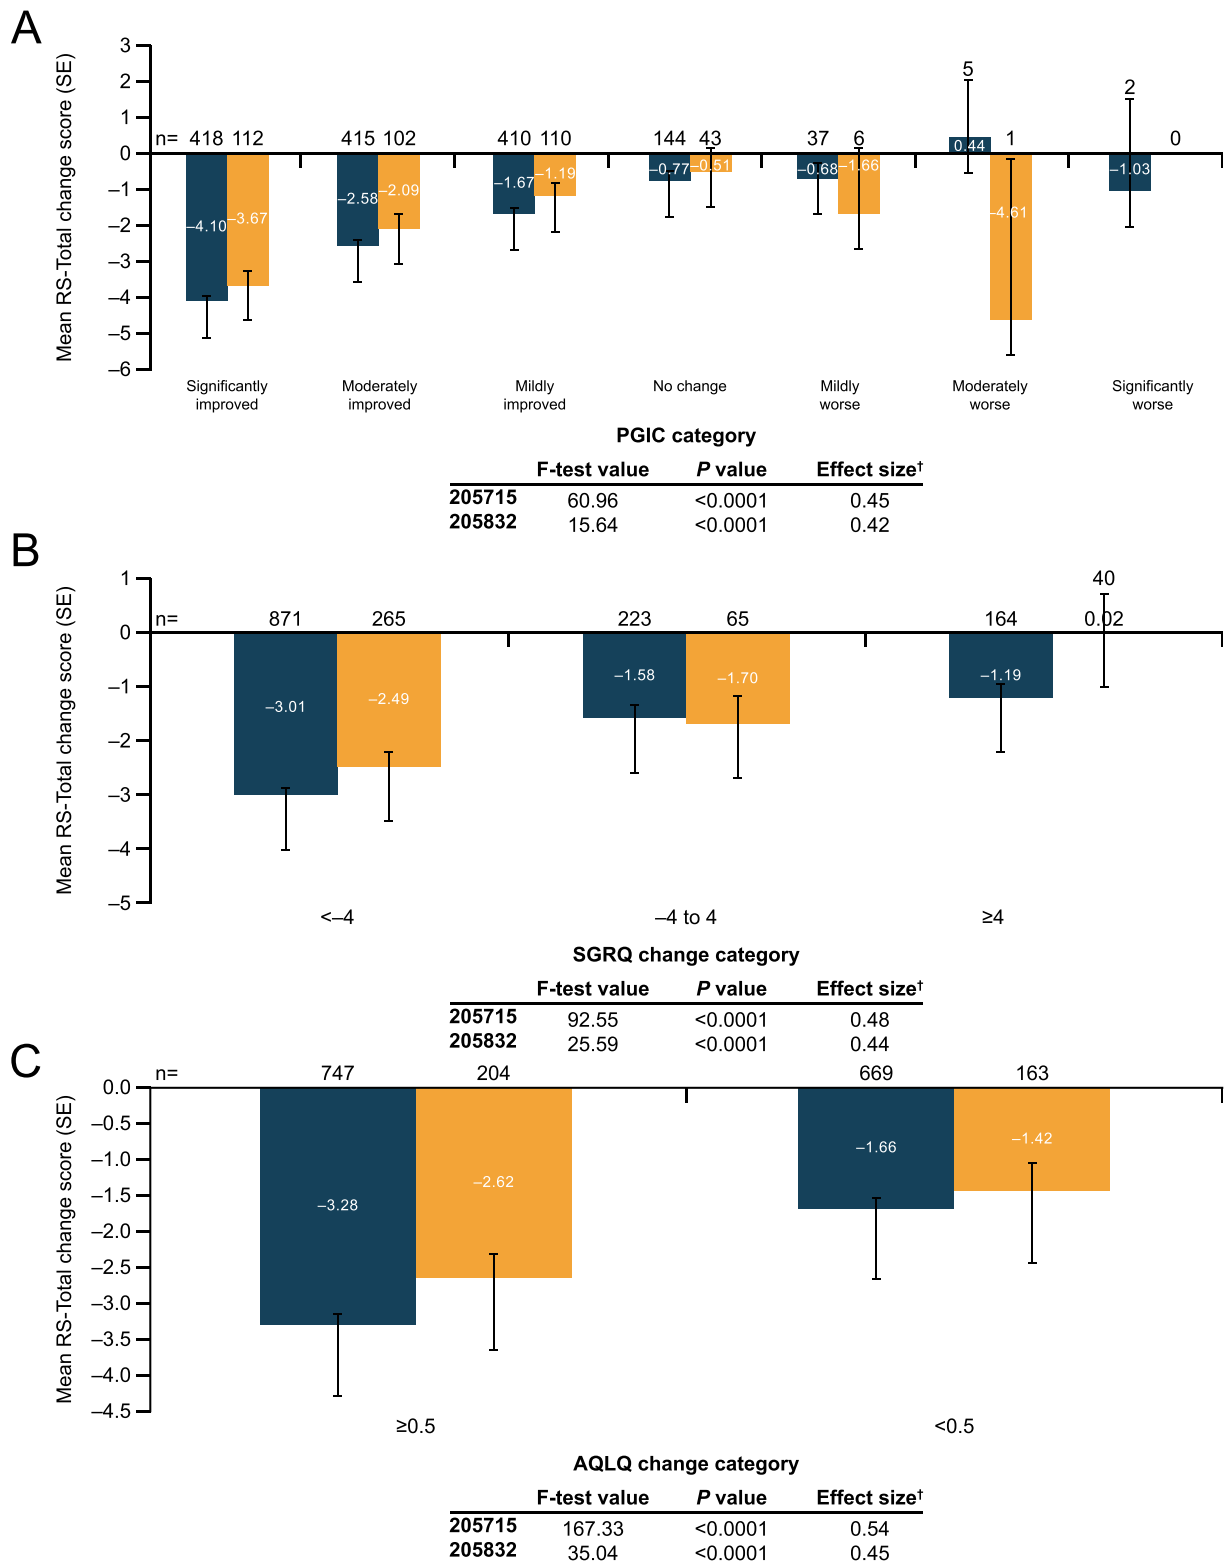 A
Mean RS-Total change score (SE)
3
2
1
0
–1
–2
–3
–4
–5
–6
n= 418 112 415 102 410 110 144 43 37 6 5 1 2 0
–4.10 –3.67 –2.58 –2.09 –1.67 –1.19 –0.77 –0.51 –0.68 –1.66 0.44 –4.61 –1.03
Significantly improved
Moderately improved
Mildly improved
No change
Mildly worse
Moderately worse
Significantly worse
PGIC category
F-test value P value Effect size†
205715 60.96 <0.0001 0.45
205832 15.64 <0.0001 0.42
B
Mean RS-Total change score (SE)
1
0
–1
–2
–3
–4
–5
n= 871 265 223 65 164 40
–3.01 –2.49 –1.58 –1.70 –1.19 0.02
<–4 –4 to 4 ≥4
SGRQ change category
F-test value P value Effect size†
205715 92.55 <0.0001 0.48
205832 25.59 <0.0001 0.44
C
Mean RS-Total change score (SE)
0.0
–0.5
–1.0
–1.5
–2.0
–2.5
–3.0
–3.5
–4.0
–4.5
n= 747 204 669 163
–3.28 –2.62 –1.66 –1.42
≥0.5 <0.5
AQLQ change category
F-test value P value Effect size†
205715 167.33 <0.0001 0.54
205832 35.04 <0.0001 0.45